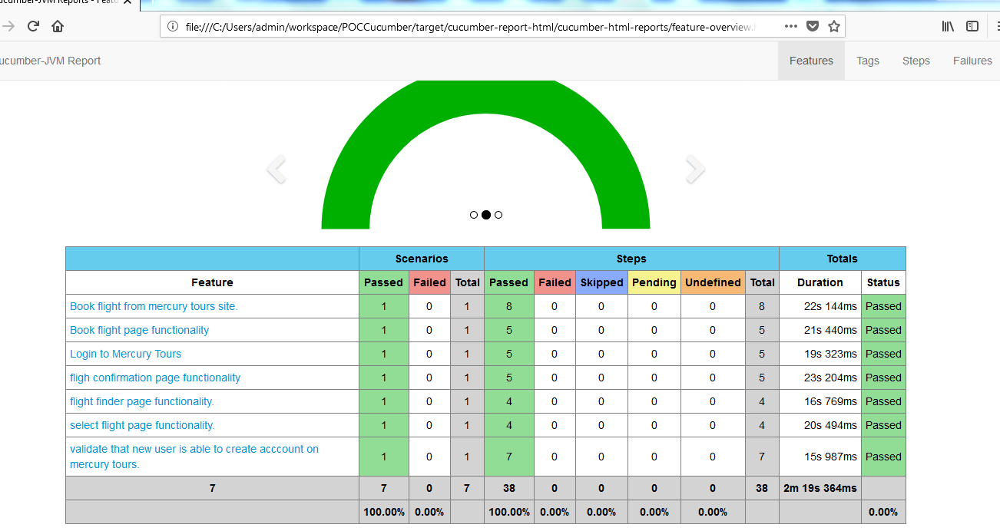 cucumber-JVM Reports - Featu
file:///C:/Users/admin/workspace/POCCucumber/target/cucumber-report-html/cucumber-html-reports/feature-overview.
ucumber-JVM Report Features Tags Steps Failures
Scenarios Steps Totals
Feature Passed Failed Total Passed Failed Skipped Pending Undefined Total Duration Status
Book flight from mercury tours site. 1 0 1 8 0 0 0 0 8 22s 144ms Passed
Book flight page functionality 1 0 1 5 0 0 0 0 5 21s 440ms Passed
Login to Mercury Tours 1 0 1 5 0 0 0 0 5 19s 323ms Passed
fligh confirmation page functionality 1 0 1 5 0 0 0 0 5 23s 204ms Passed
flight finder page functionality. 1 0 1 4 0 0 0 0 4 16s 769ms Passed
select flight page functionality. 1 0 1 4 0 0 0 0 4 20s 494ms Passed
validate that new user is able to create acccount on
mercury tours. 1 0 1 7 0 0 0 0 7 15s 987ms Passed
7 7 0 7 38 0 0 0 0 38 2m 19s 364ms
100.00% 0.00% 100.00% 0.00% 0.00% 0.00% 0.00% 0.00%